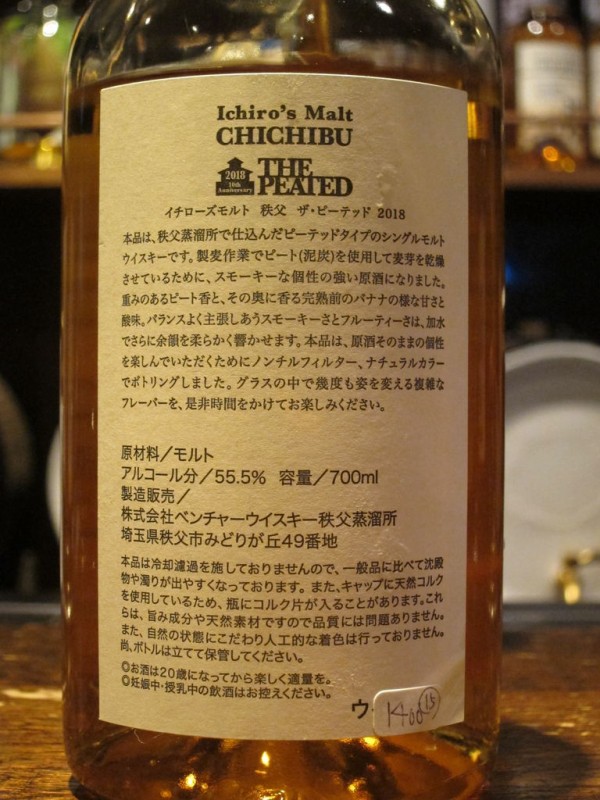 Ichiro's Malt
CHICHIBU
2018
10th
Anniversary
THE
PEATED
イチローズモルト 秩父 ザ・ピーテッド 2018
本品は、秩父蒸溜所で仕込んだピーテッドタイプのシングルモルト
ウイスキーです。製麦作業でピート(泥炭)を使用して麦芽を乾燥
させているために、スモーキーな個性の強い原酒になりました。
重みのあるピート香と、その奥に香る完熟前のバナナの様な甘さと
酸味。バランスよく主張しあうスモーキーさとフルーティーさは、加水
でさらに余韻を柔らかく響かせます。本品は、原酒そのままの個性
を楽しんでいただくためにノンチルフィルター、ナチュラルカラー
でボトリングしました。グラスの中で幾度も姿を変える複雑な
フレーバーを、是非時間をかけてお楽しみください。
原材料／モルト
アルコール分／55.5% 容量／700ml
製造販売／
株式会社ベンチャーウイスキー秩父蒸溜所
埼玉県秩父市みどりが丘49番地
本品は冷却濾過を施しておりませんので、一般品に比べて沈殿
物や濁りが出やすくなっております。また、キャップに天然コルク
を使用しているため、瓶にコルク片が入ることがあります。これ
らは、旨み成分や天然素材ですので品質には問題ありません。
また、自然の状態にこだわり人工的な着色は行っておりません。
尚、ボトルは立てて保管してください。
◎お酒は20歳になってから楽しく適量を。
◎妊娠中・授乳中の飲酒はお控えください。
ウ
1400
15